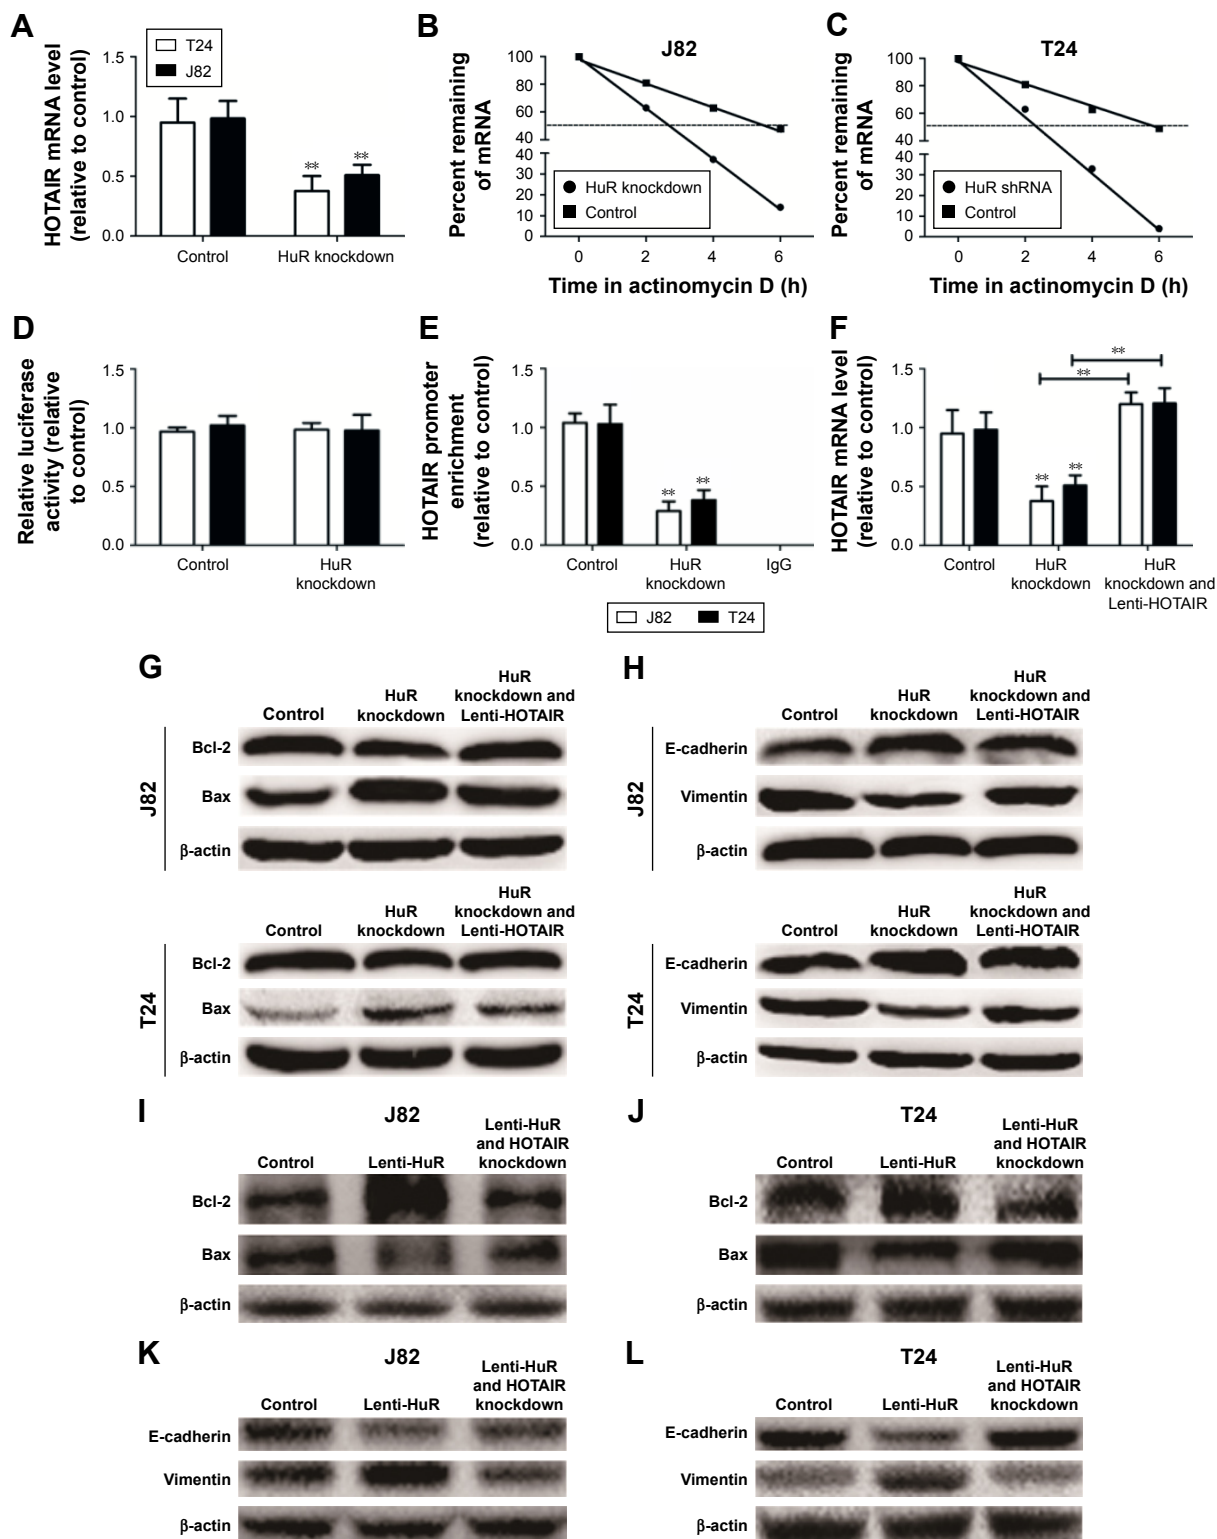 A
HOTAIR mRNA level
(relative to control)
1.5
1.0
0.5
0.0
T24
J82
**
**
Control
HuR knockdown
B
J82
Percent remaining
of mRNA
100
80
60
40
40
30
20
10
0
HuR knockdown
Control
0
2
4
6
Time in actinomycin D (h)
C
T24
Percent remaining
of mRNA
100
80
60
40
40
30
20
10
0
HuR shRNA
Control
0
2
4
6
Time in actinomycin D (h)
D
Relative luciferase
activity (relative
to control)
1.5
1.0
0.5
0.0
Control
HuR
knockdown
E
HOTAIR promoter
enrichment
(relative to control)
1.5
1.0
0.5
0.0
**
**
Control
HuR
knockdown
IgG
J82
T24
F
HOTAIR mRNA level
(relative to control)
1.5
1.0
0.5
0.0
**
**
**
**
Control
HuR
knockdown
HuR
knockdown and
Lenti-HOTAIR
G
J82
Control
HuR
knockdown
HuR
knockdown and
Lenti-HOTAIR
Bcl-2
Bax
β-actin
T24
Control
HuR
knockdown
HuR
knockdown and
Lenti-HOTAIR
Bcl-2
Bax
β-actin
H
J82
Control
HuR
knockdown
HuR
knockdown and
Lenti-HOTAIR
E-cadherin
Vimentin
β-actin
T24
Control
HuR
knockdown
HuR
knockdown and
Lenti-HOTAIR
E-cadherin
Vimentin
β-actin
I
J82
Control
Lenti-HuR
Lenti-HuR
and HOTAIR
knockdown
Bcl-2
Bax
β-actin
J
T24
Control
Lenti-HuR
Lenti-HuR
and HOTAIR
knockdown
Bcl-2
Bax
β-actin
K
J82
Control
Lenti-HuR
Lenti-HuR
and HOTAIR
knockdown
E-cadherin
Vimentin
β-actin
L
T24
Control
Lenti-HuR
Lenti-HuR
and HOTAIR
knockdown
E-cadherin
Vimentin
β-actin